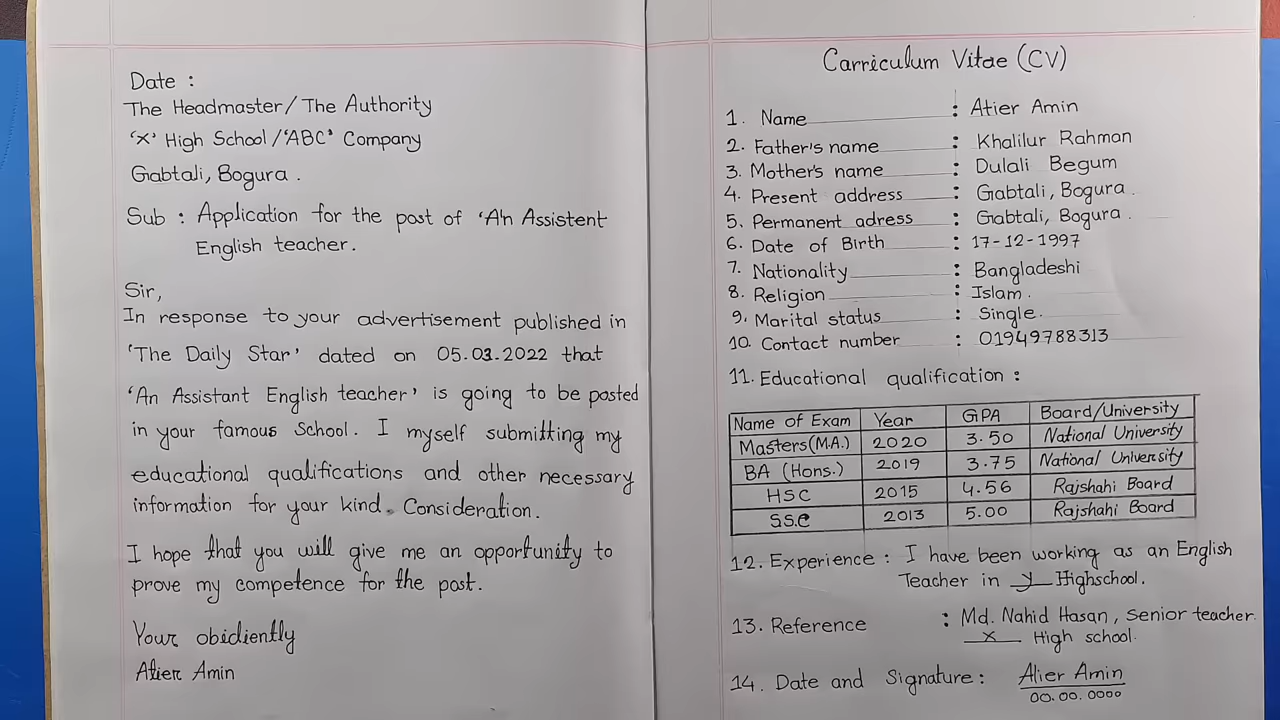 Date :
The Headmaster/ The Authority
'X' High School /'ABC' Company
Gabtali, Bogura .
Sub : Application for the post of 'An Assistent
English teacher.
Sir,
In response to your advertisement published in
'The Daily Star' dated on 05.03.2022 that
'An Assistant English teacher' is going to be posted
in your famous School. I myself submitting my
educational qualifications and other necessary
information for your kind. Consideration.
I hope that you will give me an opportunity to
prove my competence for the post.
Your obidiently
Atier Amin
Carriculum Vitae (CV)
1. Name : Atier Amin
2. Father's name : Khalilur Rahman
3. Mother's name : Dulali Begum
4. Present address : Gabtali, Bogura .
5. Permanent adress : Gabtali, Bogura .
6. Date of Birth : 17-12-1997
7. Nationality : Bangladeshi
8. Religion : Islam .
9. Marital status : Single.
10. Contact number : 01949788313
11. Educational qualification :
Name of Exam Year GPA Board/University
Masters(M.A.) 2020 3.50 National University
BA (Hons.) 2019 3.75 National University
HSC 2015 4.56 Rajshahi Board
S.S.C 2013 5.00 Rajshahi Board
12. Experience : I have been working as an English
Teacher in y Highschool.
13. Reference : Md. Nahid Hasan, Senior teacher.
X High school.
14. Date and Signature : Atier Amin
00.00.0000